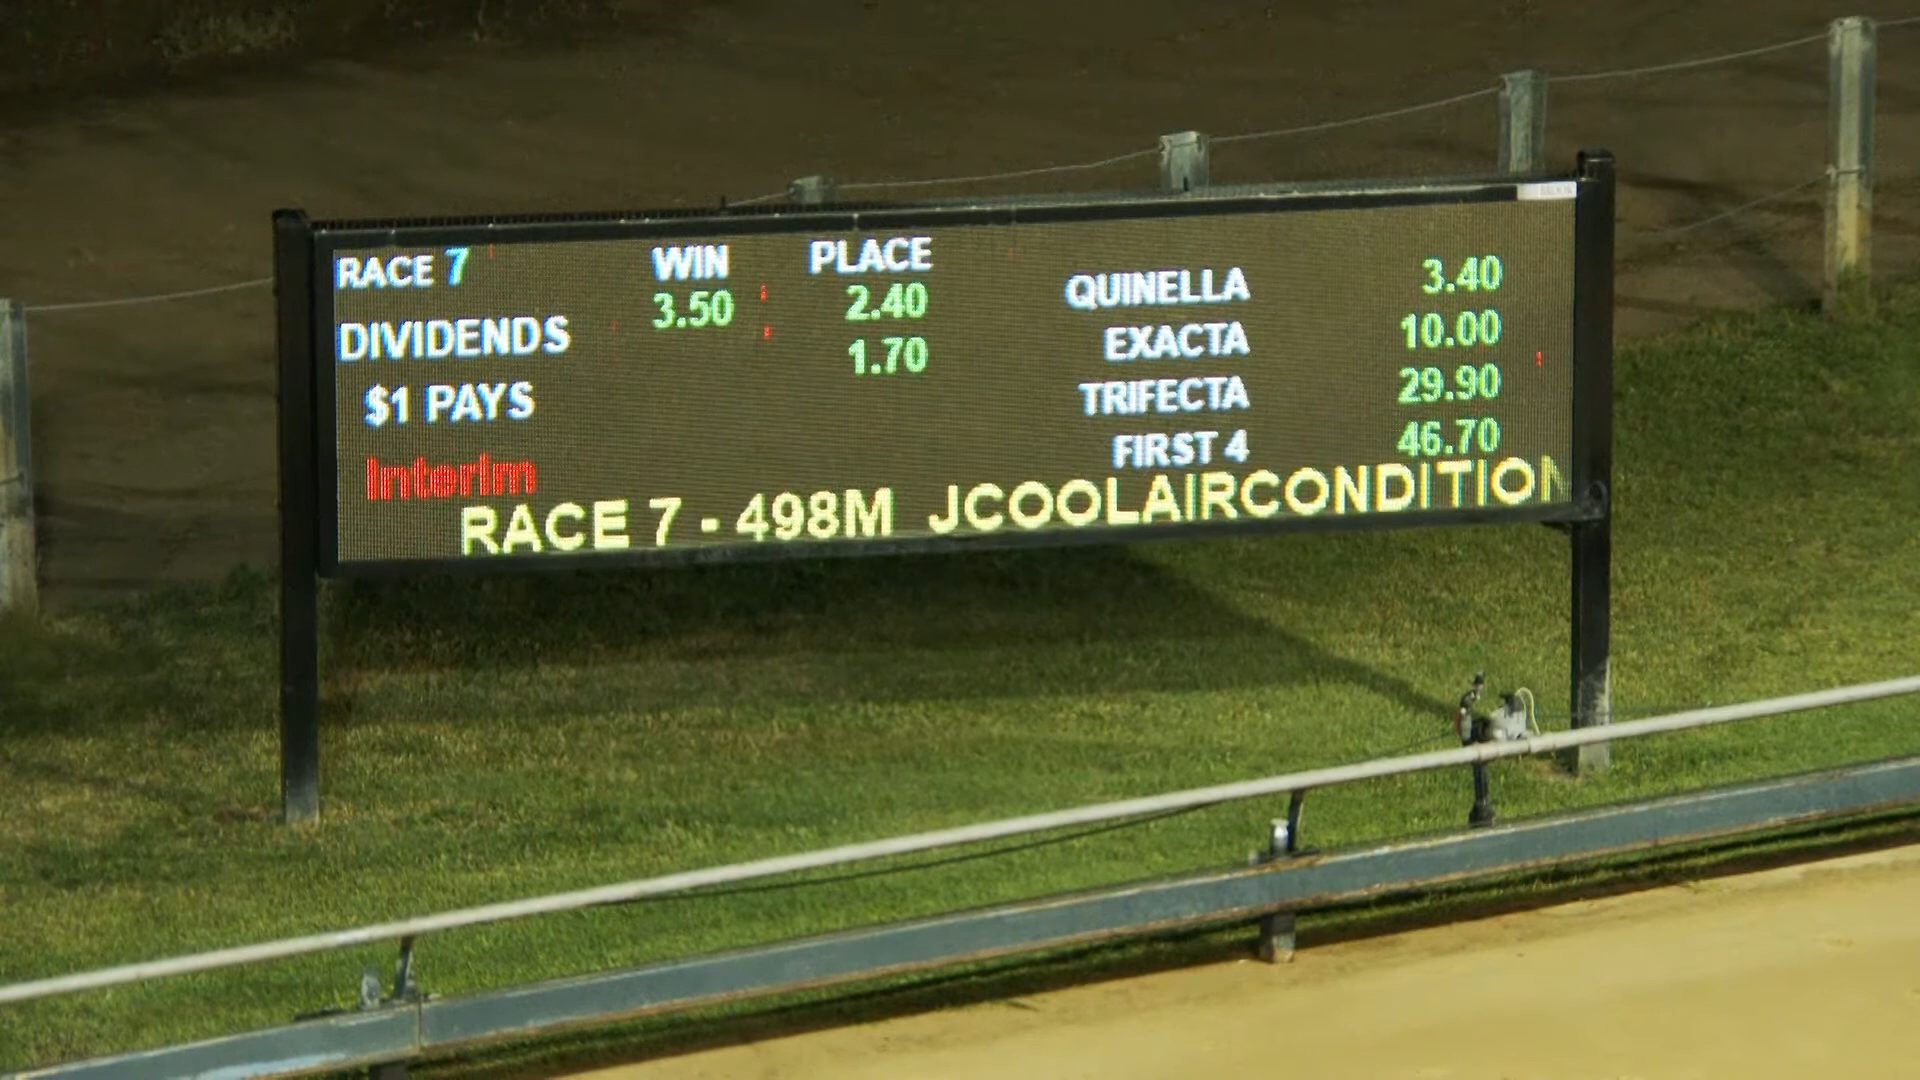 RACE 7 WIN PLACE
3.50 2.40
DIVIDENDS 1.70
$1 PAYS
Interim
QUINELLA 3.40
EXACTA 10.00
TRIFECTA 29.90
FIRST 4 46.70
RACE 7 - 498M JCOOLAIRCONDITION